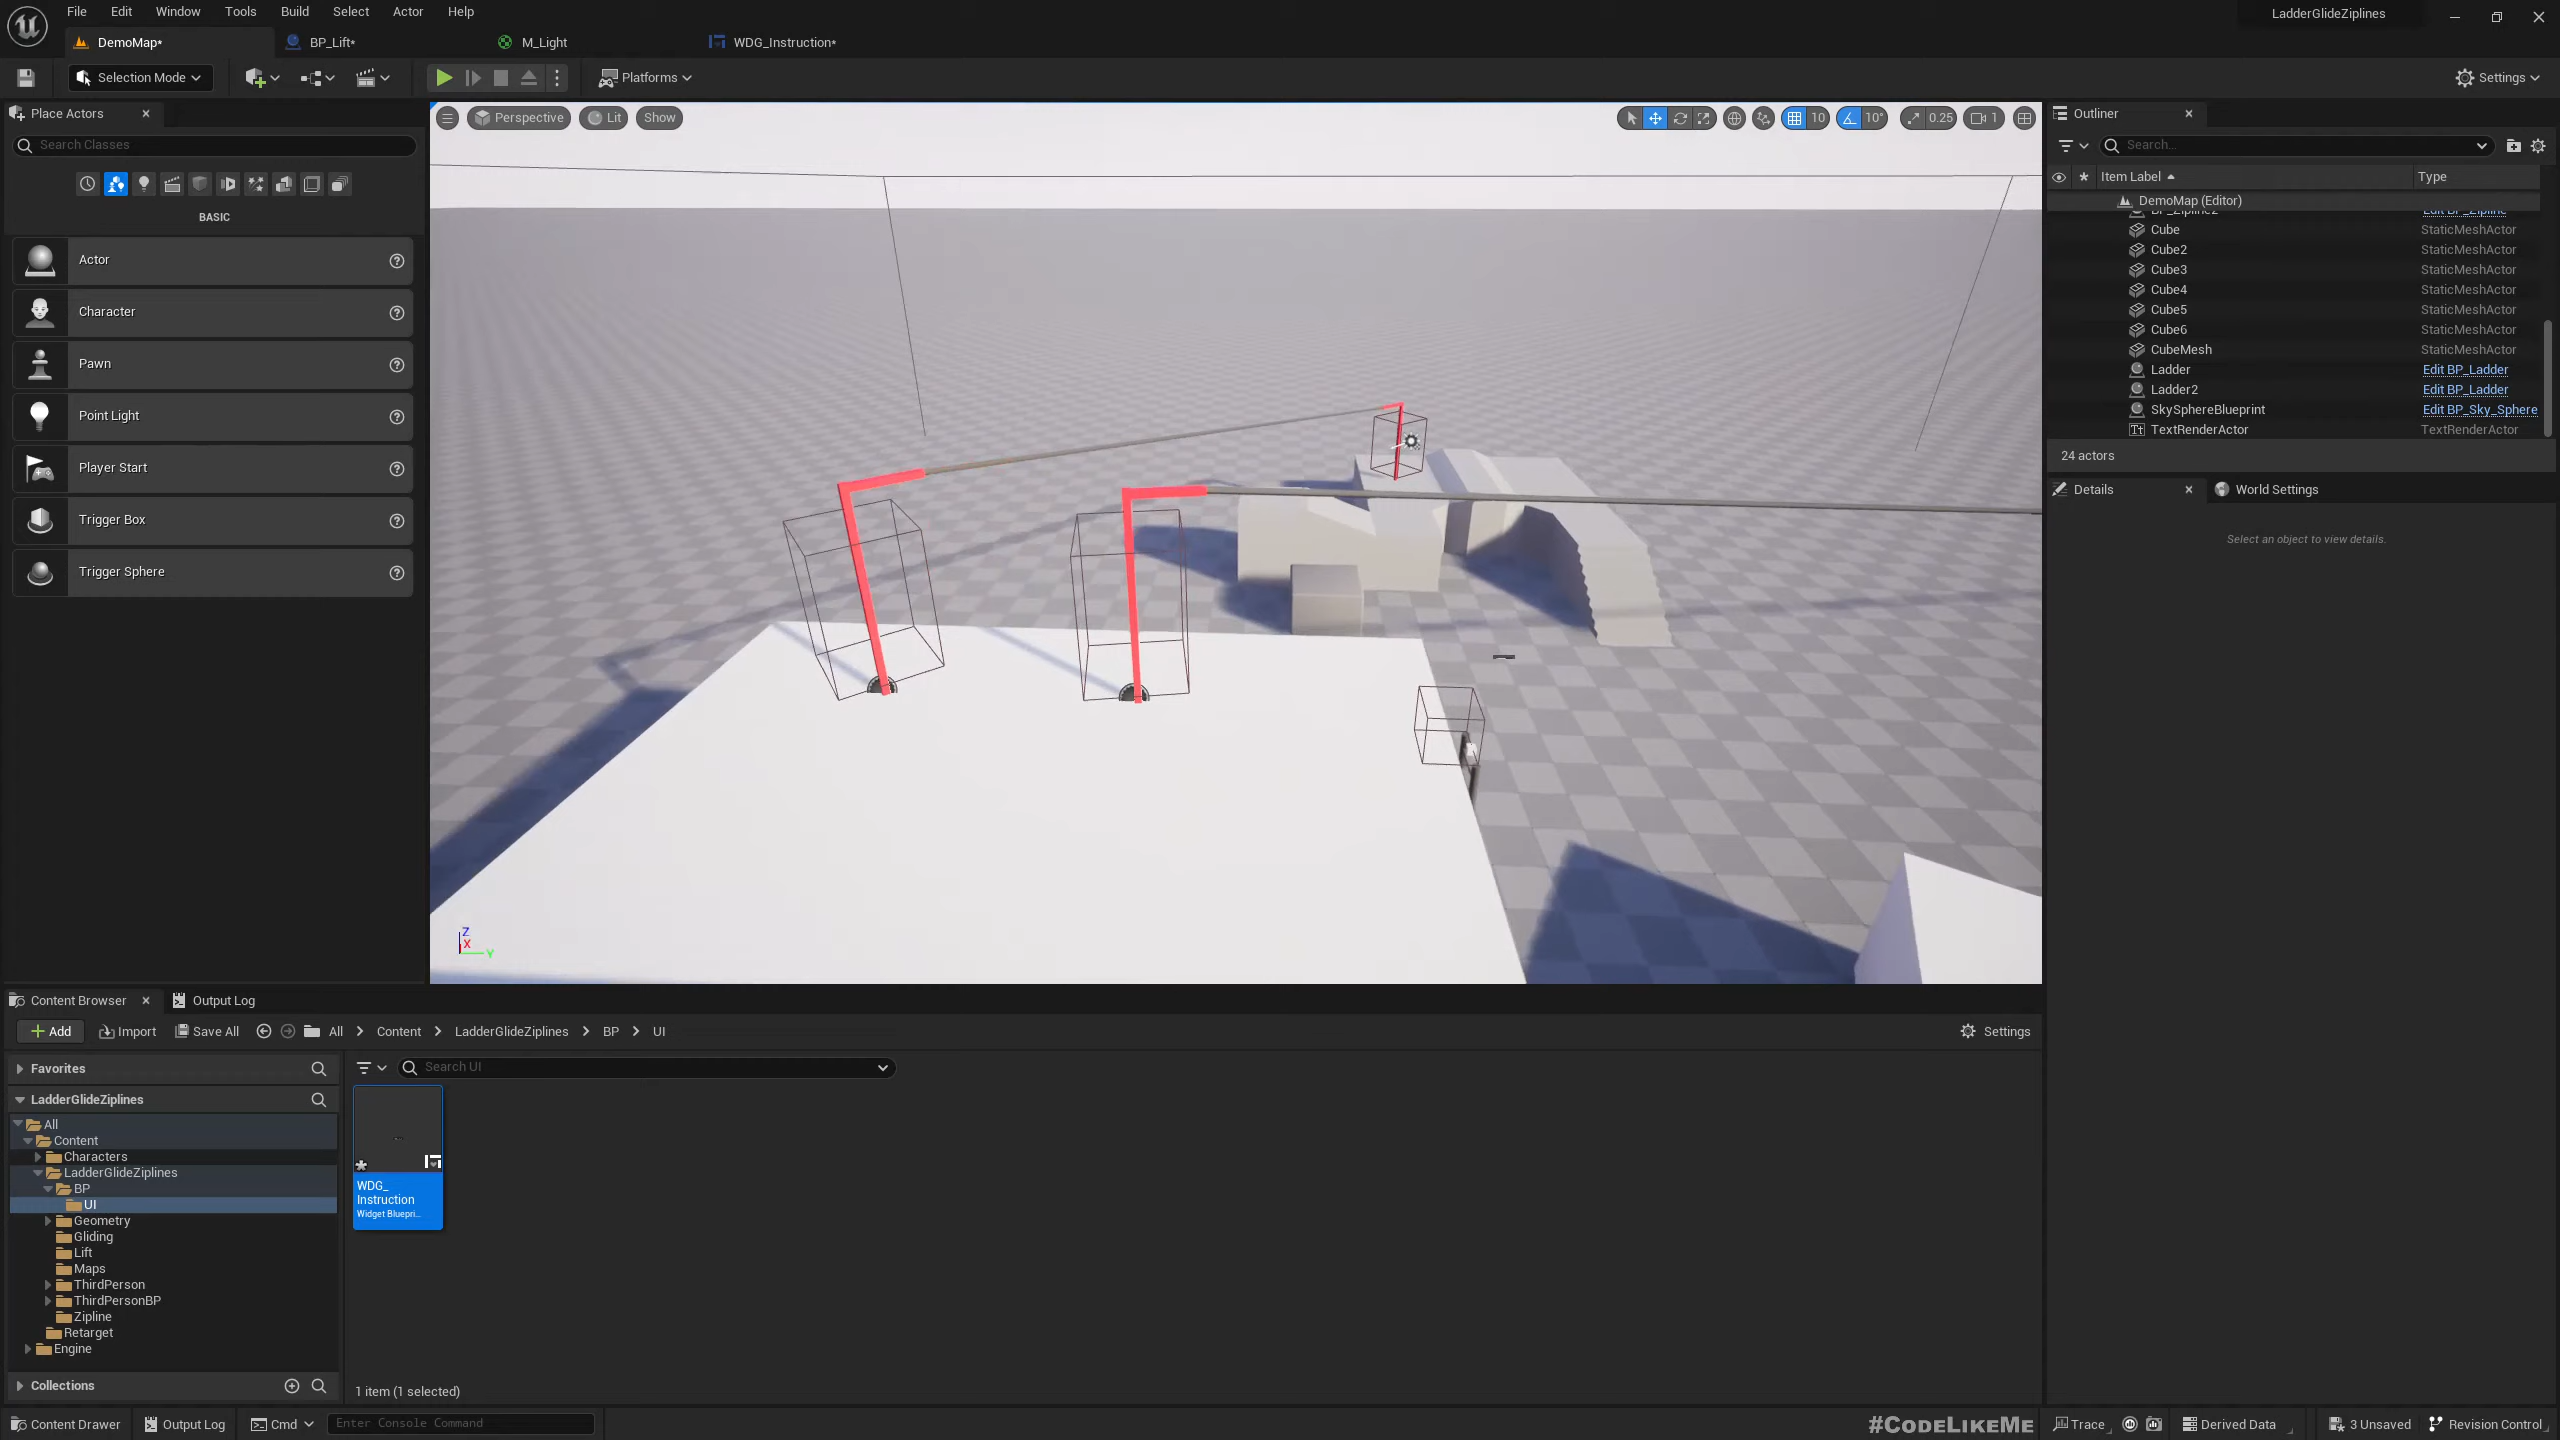 File Edit Window Tools Build Select Actor Help
LadderGlideZiplines
DemoMap*
BP_Lift*
M_Light
WDG_Instruction*
Selection Mode
Platforms
Settings
Place Actors
Search Classes
BASIC
Actor
Character
Pawn
Point Light
Player Start
Trigger Box
Trigger Sphere
Perspective
Lit
Show
10
10°
0.25
1
Z
X
Y
Outliner
Search...
Item Label
Type
DemoMap (Editor)
BP_Zipline2 Edit BP_Zipline
Cube StaticMeshActor
Cube2 StaticMeshActor
Cube3 StaticMeshActor
Cube4 StaticMeshActor
Cube5 StaticMeshActor
Cube6 StaticMeshActor
CubeMesh StaticMeshActor
Ladder Edit BP_Ladder
Ladder2 Edit BP_Ladder
SkySphereBlueprint Edit BP_Sky_Sphere
TextRenderActor TextRenderActor
24 actors
Details
World Settings
Select an object to view details.
Content Browser
Output Log
Add
Import
Save All
All
Content
LadderGlideZiplines
BP
UI
Settings
Favorites
LadderGlideZiplines
All
Content
Characters
LadderGlideZiplines
BP
UI
Geometry
Gliding
Lift
Maps
ThirdPerson
ThirdPersonBP
Zipline
Retarget
Engine
Collections
Search UI
WDG_
Instruction
Widget Bluepri...
1 item (1 selected)
Content Drawer
Output Log
Cmd
Enter Console Command
#CodeLikeMe
Trace
Derived Data
3 Unsaved
Revision Control